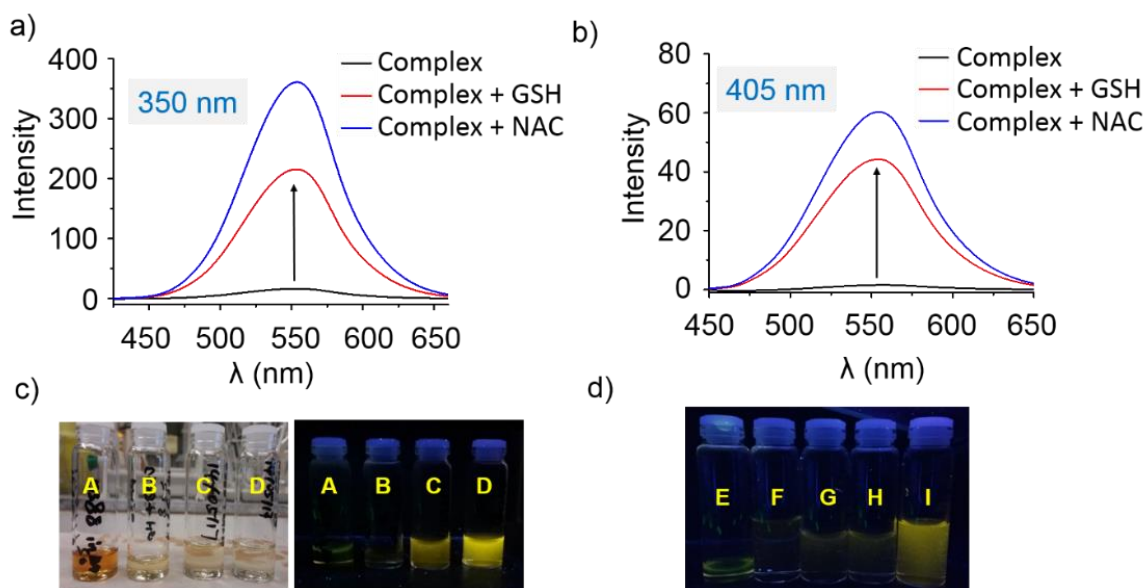 a)
400
300
200
100
0
450
500
550
600
650
Intensity
λ (nm)
350 nm
Complex
Complex + GSH
Complex + NAC
b)
80
60
40
20
0
450
500
550
600
650
Intensity
λ (nm)
405 nm
Complex
Complex + GSH
Complex + NAC
c)
A B C D
A B C D
d)
E F G H I